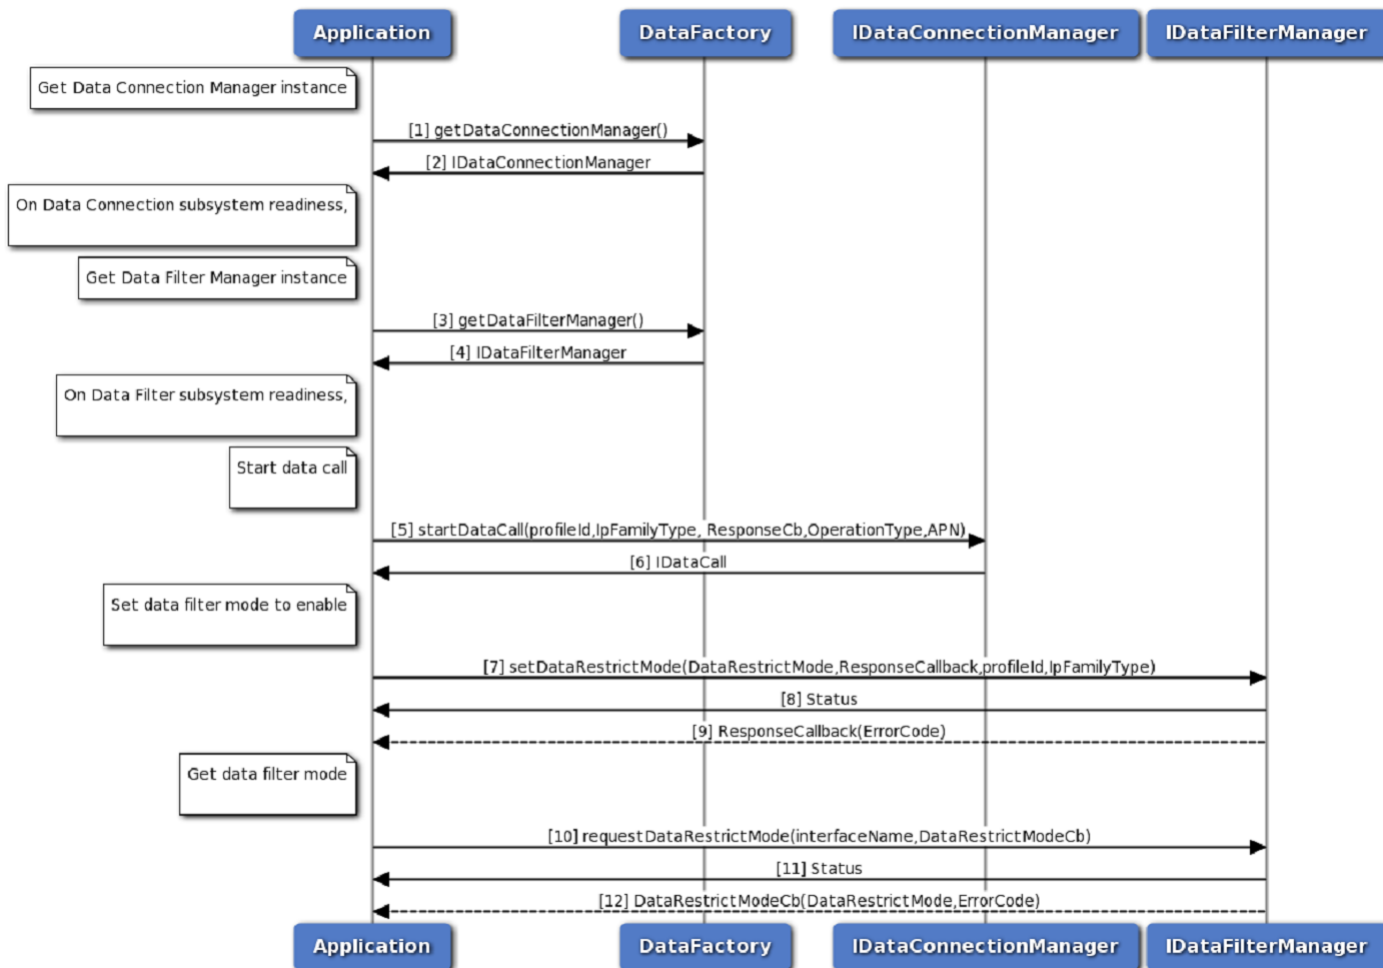 Application DataFactory IDataConnectionManager IDataFilterManager
Get Data Connection Manager instance
[1] getDataConnectionManager()
[2] IDataConnectionManager
On Data Connection subsystem readiness,
Get Data Filter Manager instance
[3] getDataFilterManager()
[4] IDataFilterManager
On Data Filter subsystem readiness,
Start data call
[5] startDataCall(profileId,IpFamilyType, ResponseCb,OperationType,APN)
[6] IDataCall
Set data filter mode to enable
[7] setDataRestrictMode(DataRestrictMode,ResponseCallback,profileId,IpFamilyType)
[8] Status
[9] ResponseCallback(ErrorCode)
Get data filter mode
[10] requestDataRestrictMode(interfaceName,DataRestrictModeCb)
[11] Status
[12] DataRestrictModeCb(DataRestrictMode,ErrorCode)
Application DataFactory IDataConnectionManager IDataFilterManager